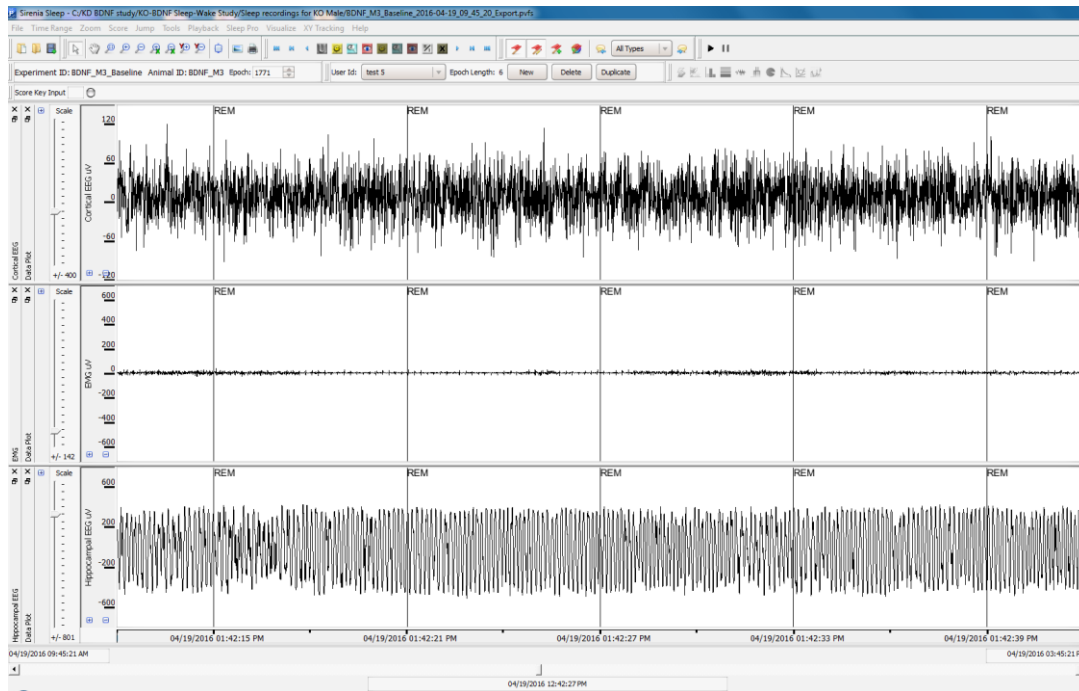 Sirenia Sleep - C:/KD BDNF study/KO-BDNF Sleep-Wake Study/Sleep recordings for KO Male/BDNF_M3_Baseline_2016-04-19_09_45_20_Export.pvfs
File Time Range Zoom Score Jump Tools Playback Sleep Pro Visualize XY Tracking Help
All Types
Experiment ID: BDNF_M3_Baseline Animal ID: BDNF_M3 Epoch: 1771 User Id: test 5 Epoch Length: 6 New Delete Duplicate
Score Key Input
Scale REM REM REM REM REM
120
60
0
-60
-120
Cortical EEG uV
Cortical EEG
Data Plot
+/- 400
Scale REM REM REM REM REM
600
400
200
0
-200
-400
-600
EMG uV
EMG
Data Plot
+/- 142
Scale REM REM REM REM REM
600
200
-200
-600
Hippocampal EEG uV
Hippocampal EEG
Data Plot
+/- 801
04/19/2016 01:42:15 PM 04/19/2016 01:42:21 PM 04/19/2016 01:42:27 PM 04/19/2016 01:42:33 PM 04/19/2016 01:42:39 PM
04/19/2016 09:45:21 AM 04/19/2016 03:45:21
04/19/2016 12:42:27 PM